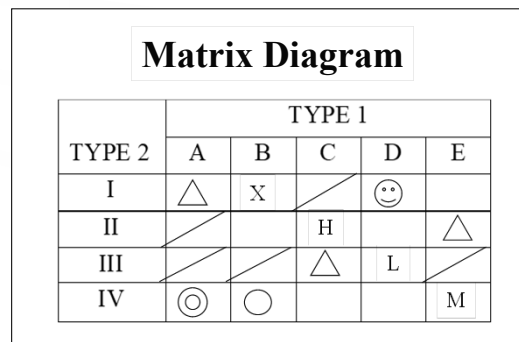 Matrix Diagram
TYPE 1
TYPE 2 A B C D E
I X
II H
III L
IV M